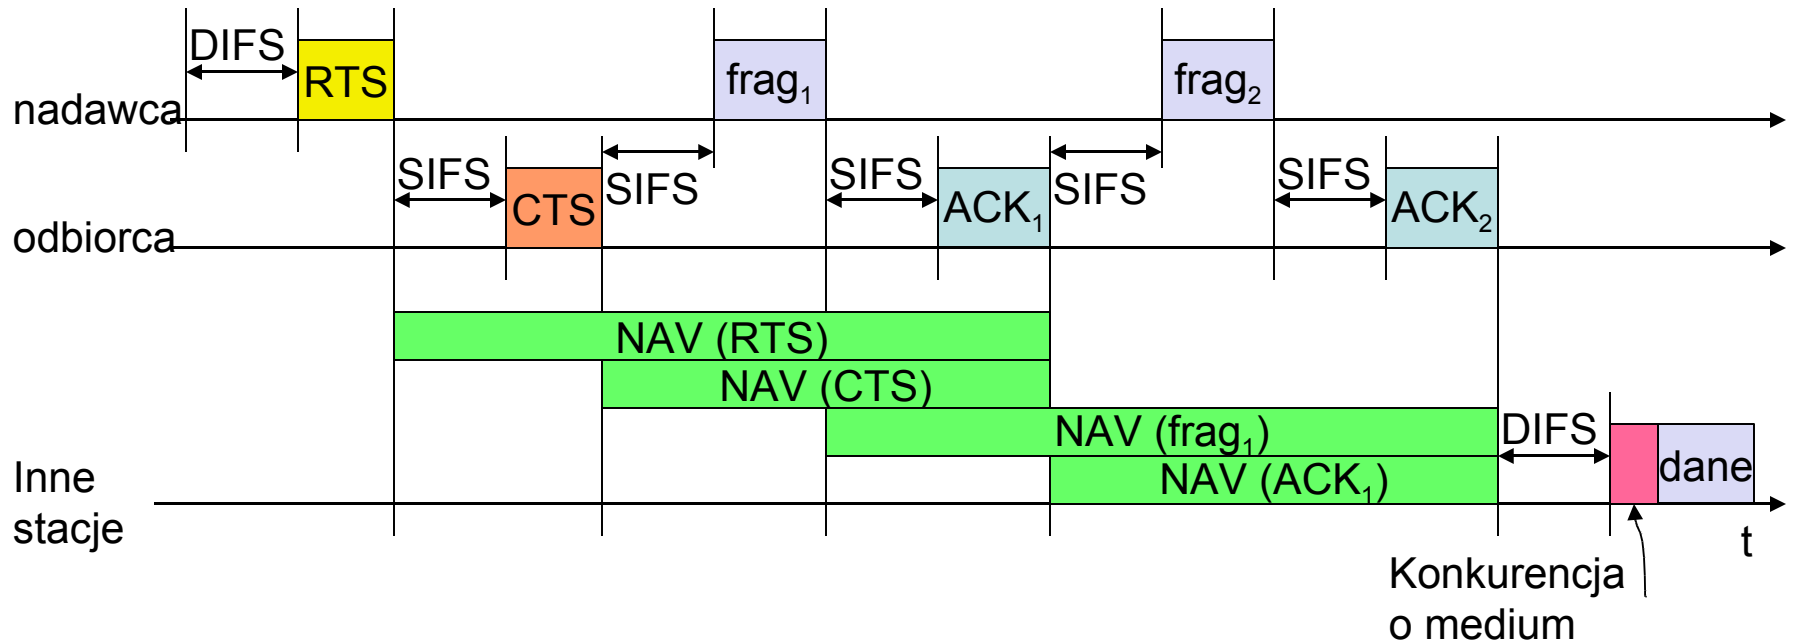 DIFS
RTS
frag₁
frag₂
nadawca
SIFS
CTS
SIFS
SIFS
ACK₁
SIFS
SIFS
ACK₂
odbiorca
NAV (RTS)
NAV (CTS)
NAV (frag₁)
DIFS
NAV (ACK₁)
dane
Inne
stacje
t
Konkurencja
o medium